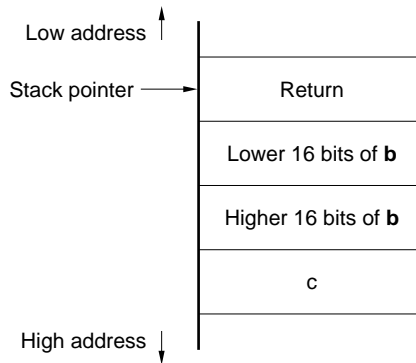 Low address
Stack pointer
Return
Lower 16 bits of b
Higher 16 bits of b
c
High address